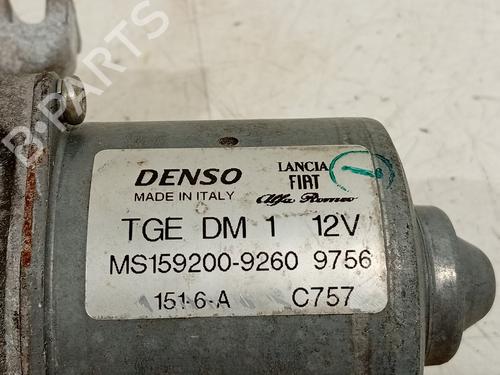 B-PARTS
DENSO
MADE IN ITALY
LANCIA
FIAT
Alfa Romeo
TGE DM 1 12V
MS159200-9260 9756
151-6-A C757